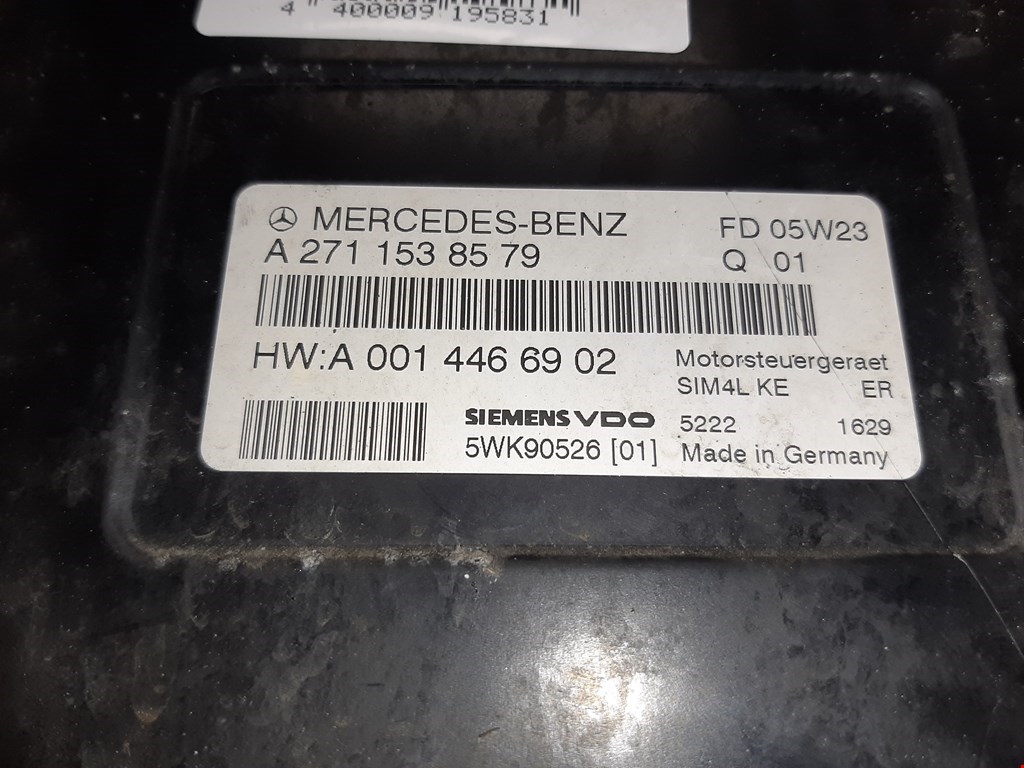 4 400009 195831
MERCEDES-BENZ FD 05W23
A 271 153 85 79 Q 01
HW:A 001 446 69 02 Motorsteuergeraet
SIM4L KE ER
SIEMENS VDO 5222 1629
5WK90526 [01] Made in Germany